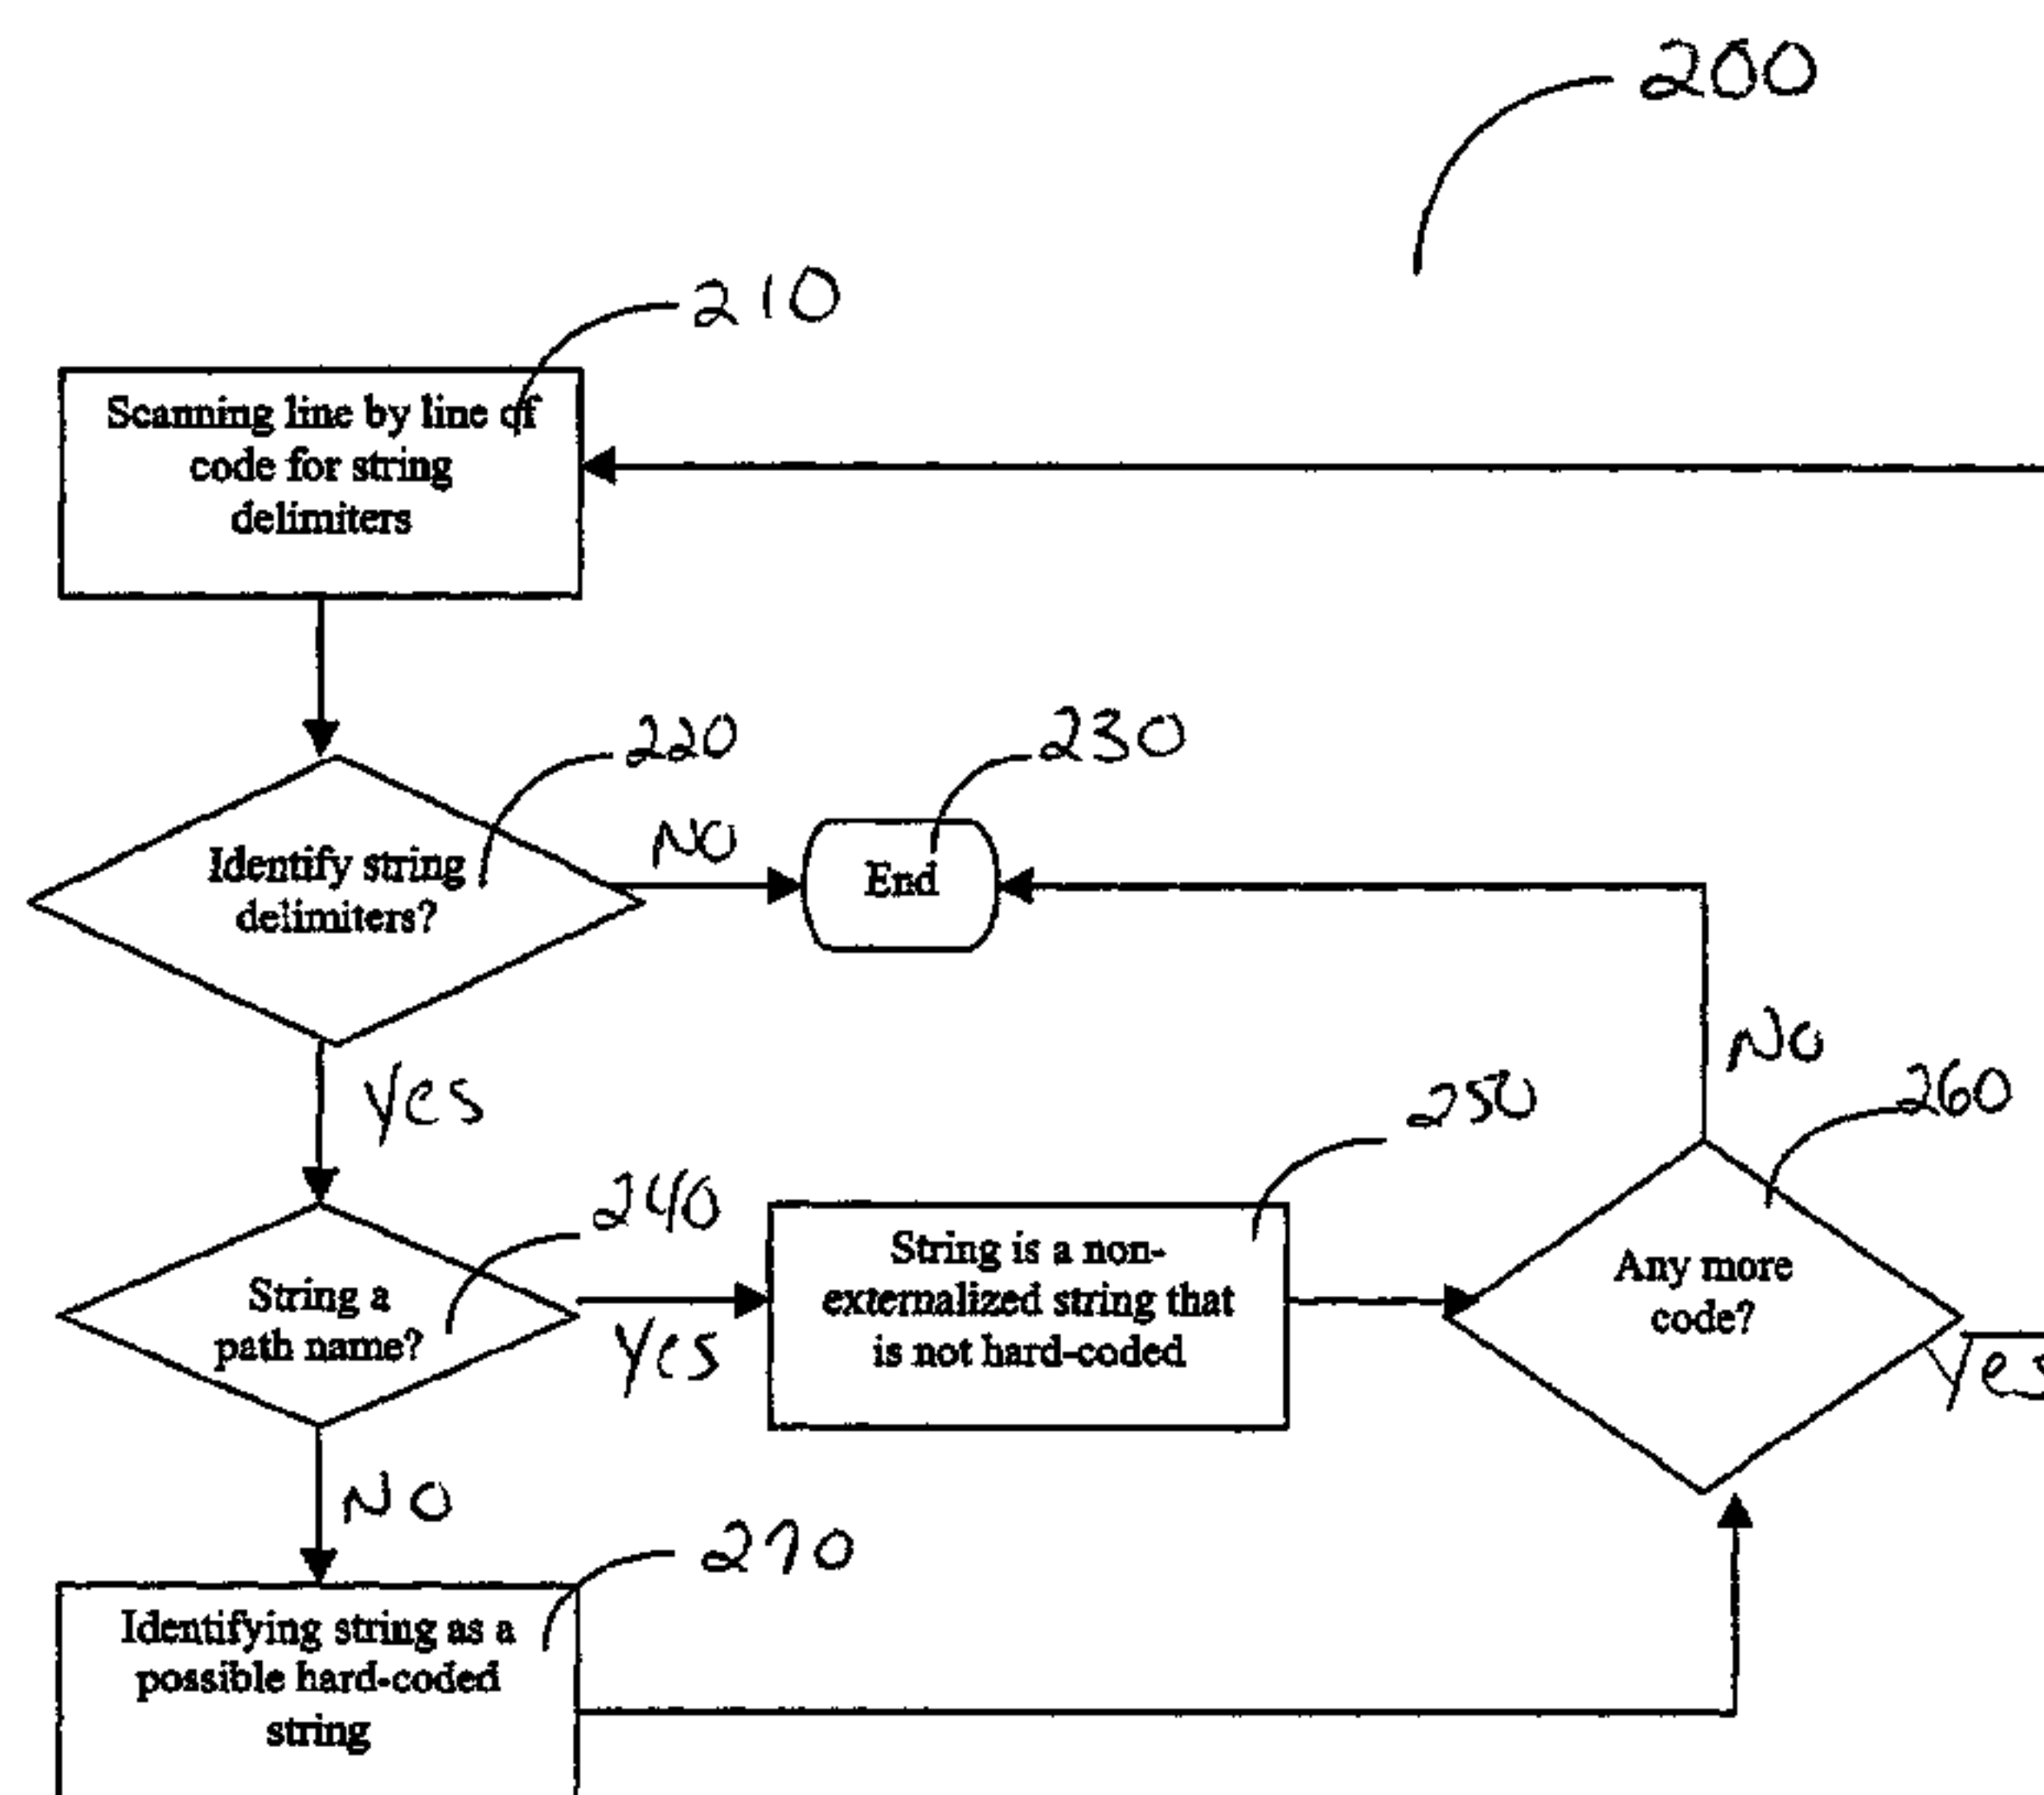 200
210
Scanning line by line of
code for string
delimiters
220
230
NO
Identify string
delimiters?
End
Yes
No
250
260
240
String a
path name?
Yes
String is a non-
externalized string that
is not hard-coded
Any more
code?
Yes
NO
270
Identifying string as a
possible hard-coded
string